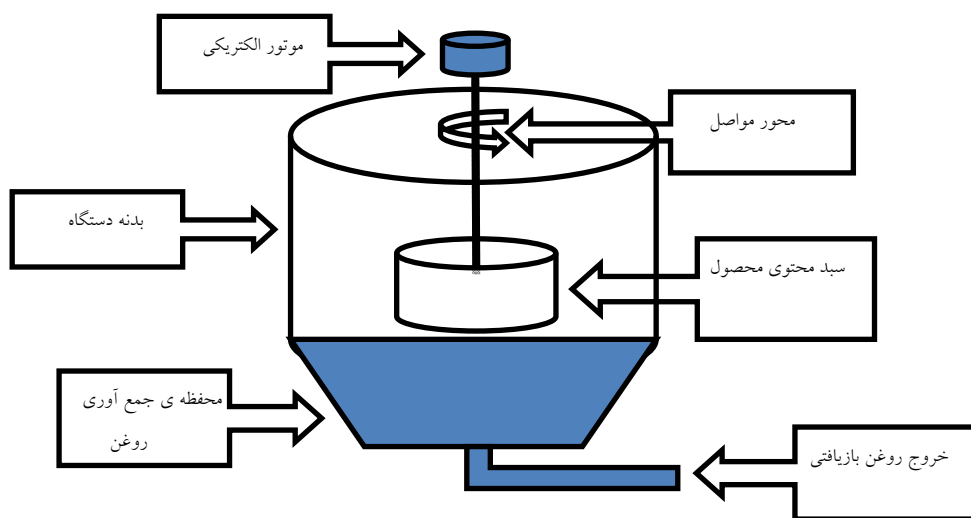 موتور الکتریکی
محور مواصل
بدنه دستگاه
سبد محتوی محصول
محفظه ی جمع آوری
روغن
خروج روغن بازیافتی